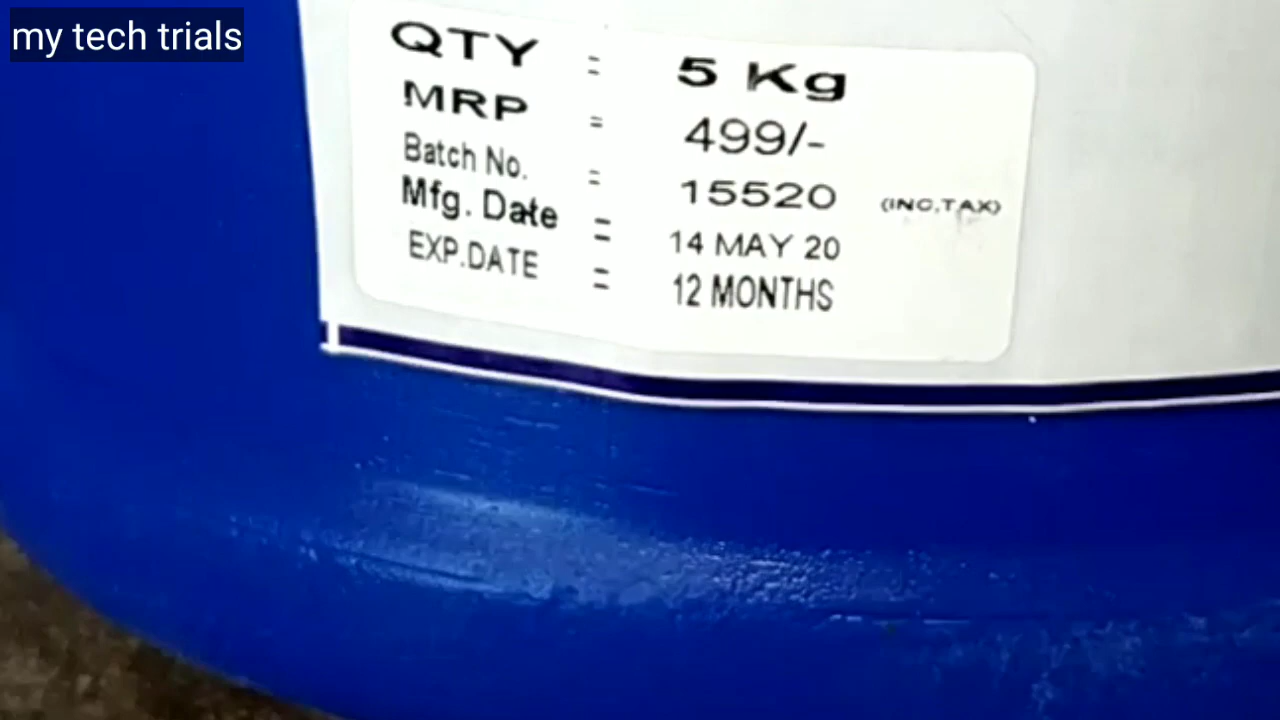 my tech trials
QTY = 5 Kg
MRP = 499/-
Batch No. = 15520 (INC,TAX)
Mfg. Date = 14 MAY 20
EXP.DATE = 12 MONTHS